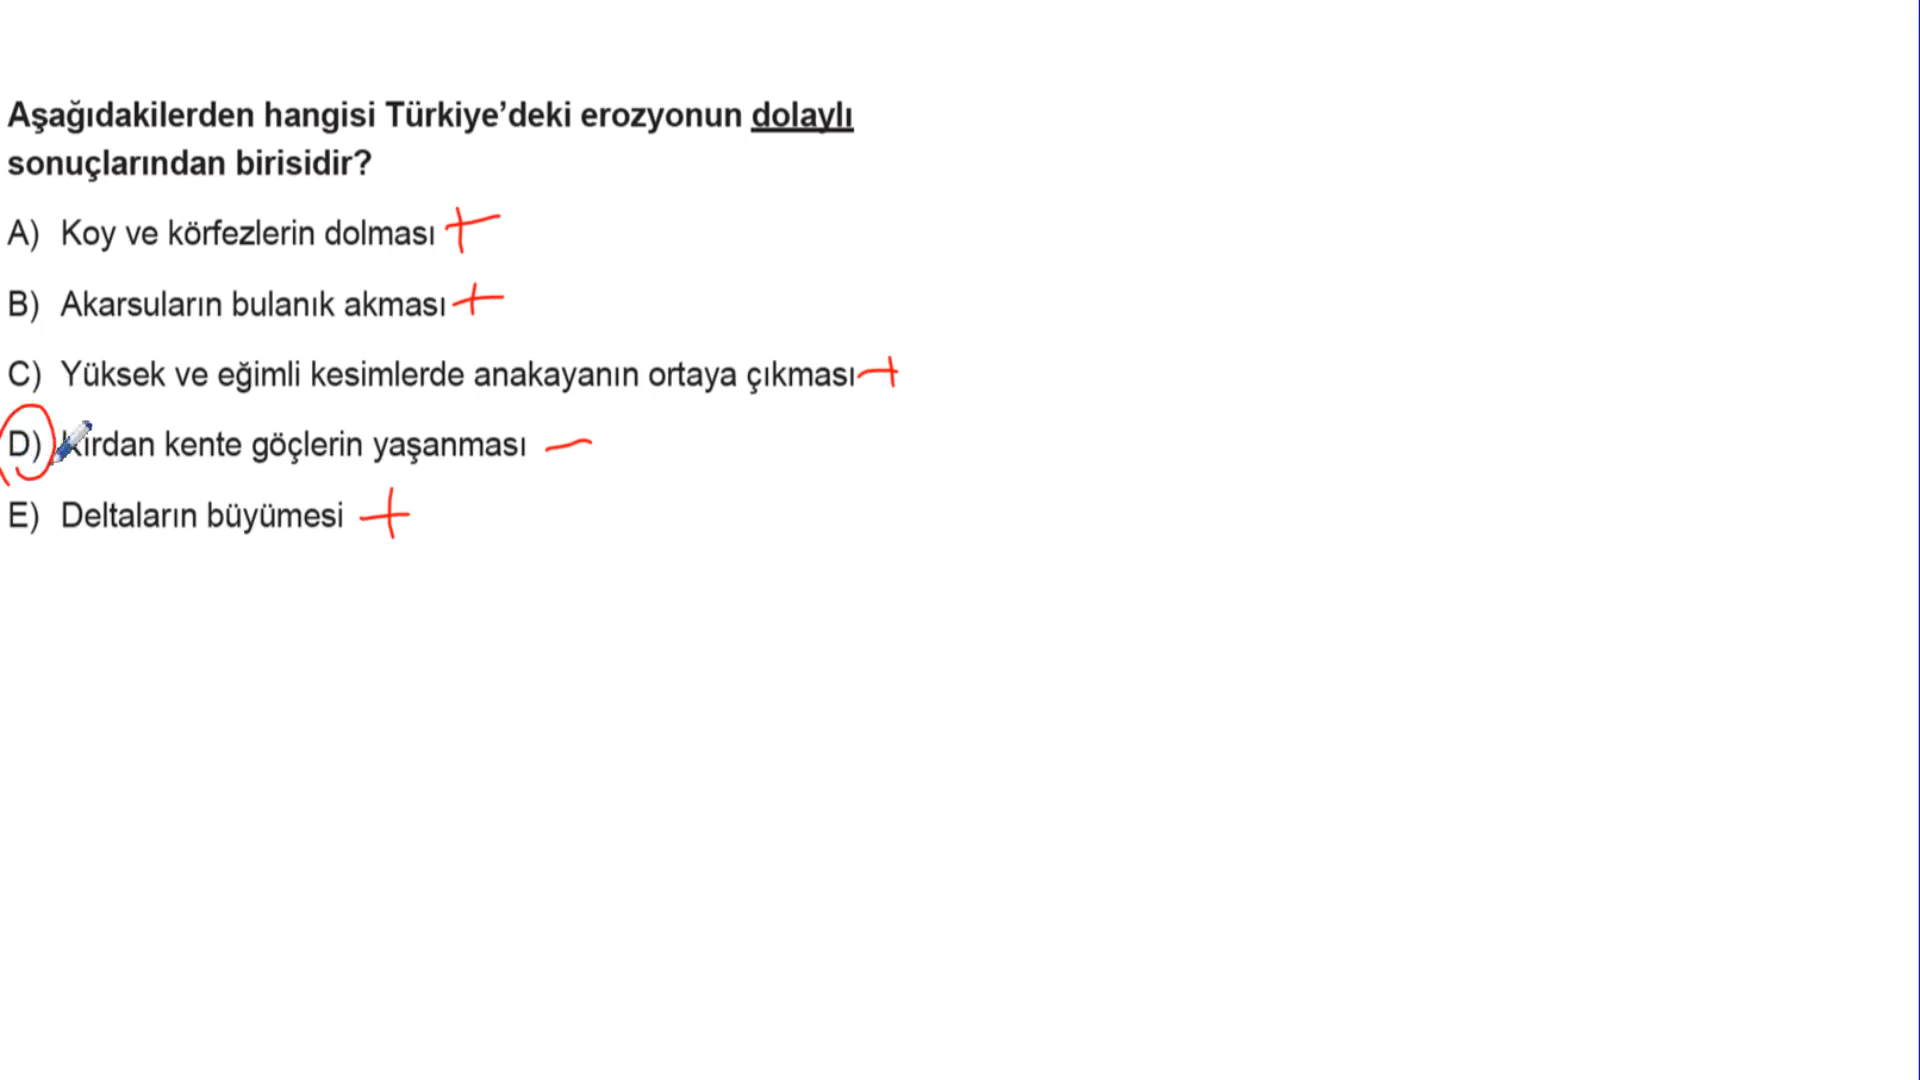 Aşağıdakilerden hangisi Türkiye’deki erozyonun dolaylı
sonuçlarından birisidir?
A) Koy ve körfezlerin dolması +
B) Akarsuların bulanık akması +
C) Yüksek ve eğimli kesimlerde anakayanın ortaya çıkması +
D) Kırdan kente göçlerin yaşanması -
E) Deltaların büyümesi +